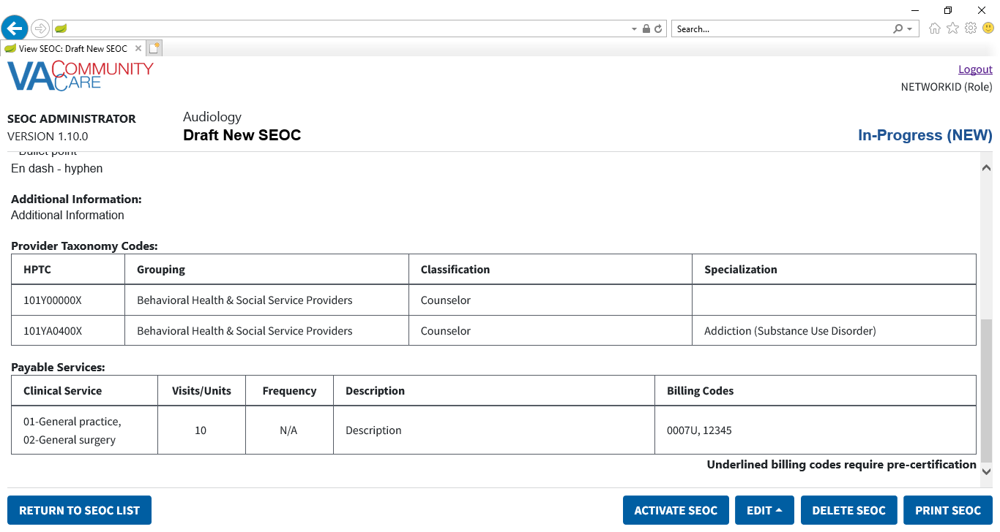 Search...
View SEOC: Draft New SEOC
VA COMMUNITY CARE
Logout
NETWORKID (Role)
SEOC ADMINISTRATOR
VERSION 1.10.0
Audiology
Draft New SEOC
In-Progress (NEW)
Bullet point
En dash - hyphen
Additional Information:
Additional Information
Provider Taxonomy Codes:
HPTC Grouping Classification Specialization
101Y00000X Behavioral Health & Social Service Providers Counselor
101YA0400X Behavioral Health & Social Service Providers Counselor Addiction (Substance Use Disorder)
Payable Services:
Clinical Service Visits/Units Frequency Description Billing Codes
01-General practice,
02-General surgery 10 N/A Description 0007U, 12345
Underlined billing codes require pre-certification
RETURN TO SEOC LIST ACTIVATE SEOC EDIT DELETE SEOC PRINT SEOC